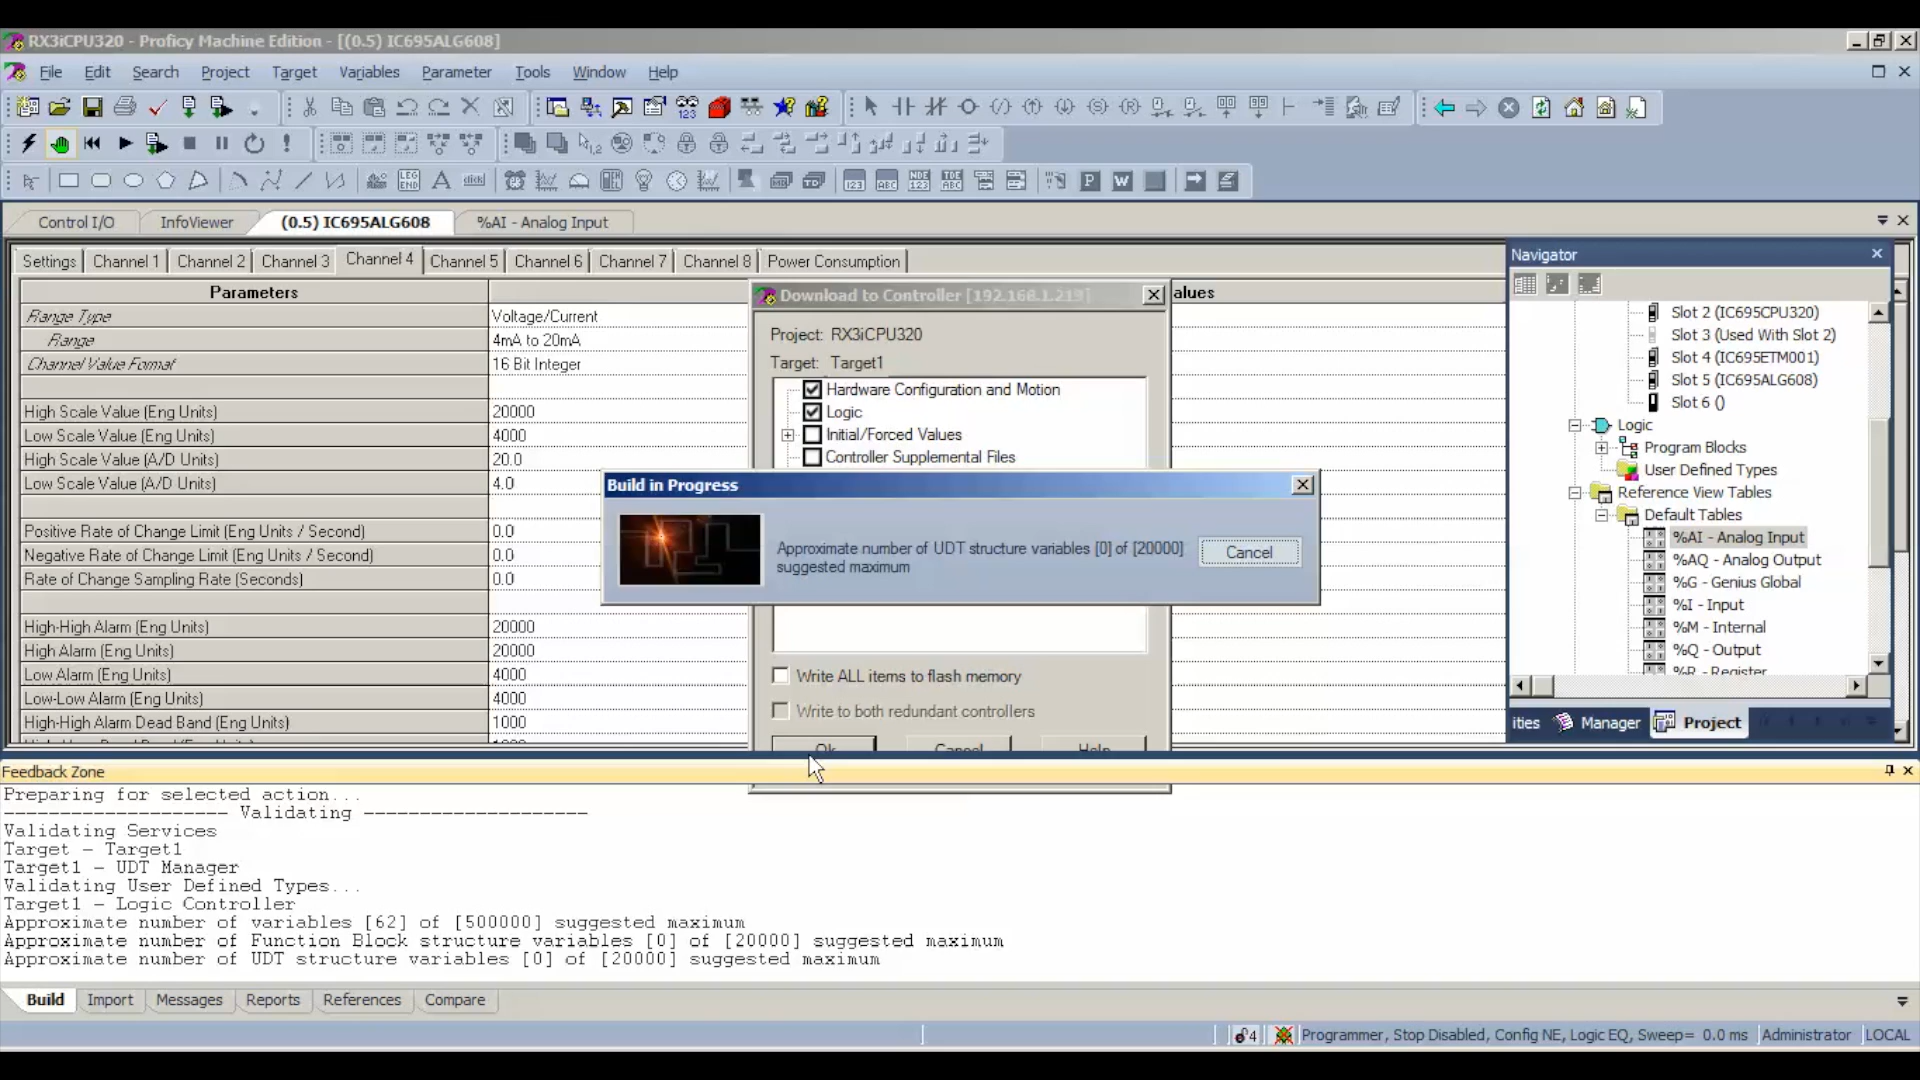 RX3iCPU320 - Proficy Machine Edition - [(0.5) IC695ALG608]
File Edit Search Project Target Variables Parameter Tools Window Help
Control I/O InfoViewer (0.5) IC695ALG608 %AI - Analog Input
Settings Channel 1 Channel 2 Channel 3 Channel 4 Channel 5 Channel 6 Channel 7 Channel 8 Power Consumption
Parameters alues
Range Type Voltage/Current
Range 4mA to 20mA
Channel Value Format 16 Bit Integer
High Scale Value (Eng Units) 20000
Low Scale Value (Eng Units) 4000
High Scale Value (A/D Units) 20.0
Low Scale Value (A/D Units) 4.0
Positive Rate of Change Limit (Eng Units / Second) 0.0
Negative Rate of Change Limit (Eng Units / Second) 0.0
Rate of Change Sampling Rate (Seconds) 0.0
High-High Alarm (Eng Units) 20000
High Alarm (Eng Units) 20000
Low Alarm (Eng Units) 4000
Low-Low Alarm (Eng Units) 4000
High-High Alarm Dead Band (Eng Units) 1000
Download to Controller [192.168.1.219]
Project: RX3iCPU320
Target: Target1
Hardware Configuration and Motion
Logic
Initial/Forced Values
Controller Supplemental Files
Build in Progress
Approximate number of UDT structure variables [0] of [20000]
suggested maximum
Cancel
Write ALL items to flash memory
Write to both redundant controllers
Ok Cancel Help
Navigator
Slot 2 (IC695CPU320)
Slot 3 (Used With Slot 2)
Slot 4 (IC695ETM001)
Slot 5 (IC695ALG608)
Slot 6 ()
Logic
Program Blocks
User Defined Types
Reference View Tables
Default Tables
%AI - Analog Input
%AQ - Analog Output
%G - Genius Global
%I - Input
%M - Internal
%Q - Output
%R - Register
ities Manager Project
Feedback Zone
Preparing for selected action...
-------------------- Validating --------------------
Validating Services
Target - Target1
Target1 - UDT Manager
Validating User Defined Types...
Target1 - Logic Controller
Approximate number of variables [62] of [500000] suggested maximum
Approximate number of Function Block structure variables [0] of [20000] suggested maximum
Approximate number of UDT structure variables [0] of [20000] suggested maximum
Build Import Messages Reports References Compare
4 Programmer, Stop Disabled, Config NE, Logic EQ, Sweep= 0.0 ms Administrator LOCAL